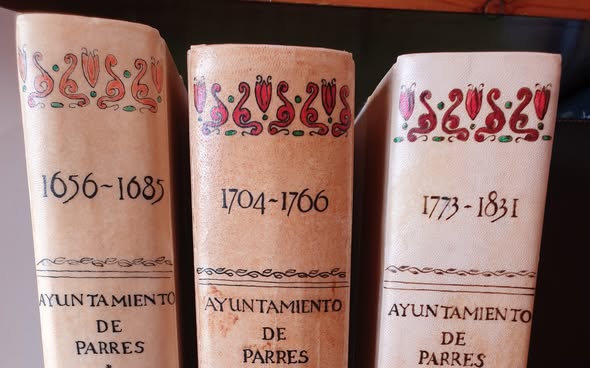 1656-1685
AYUNTAMIENTO
DE
PARRES
1704-1766
AYUNTAMIENTO
DE
PARRES
1773-1831
AYUNTAMIENTO
DE
PARRES